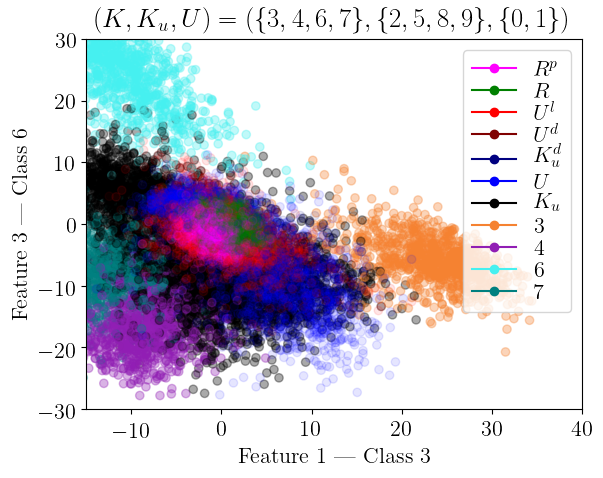 (K, K_u, U) = ({3, 4, 6, 7}, {2, 5, 8, 9}, {0, 1})
30
20
10
0
−10
−20
−30
Feature 3 — Class 6
R^p
R
U^l
U^d
K_u^d
U
K_u
3
4
6
7
−10
0
10
20
30
40
Feature 1 — Class 3